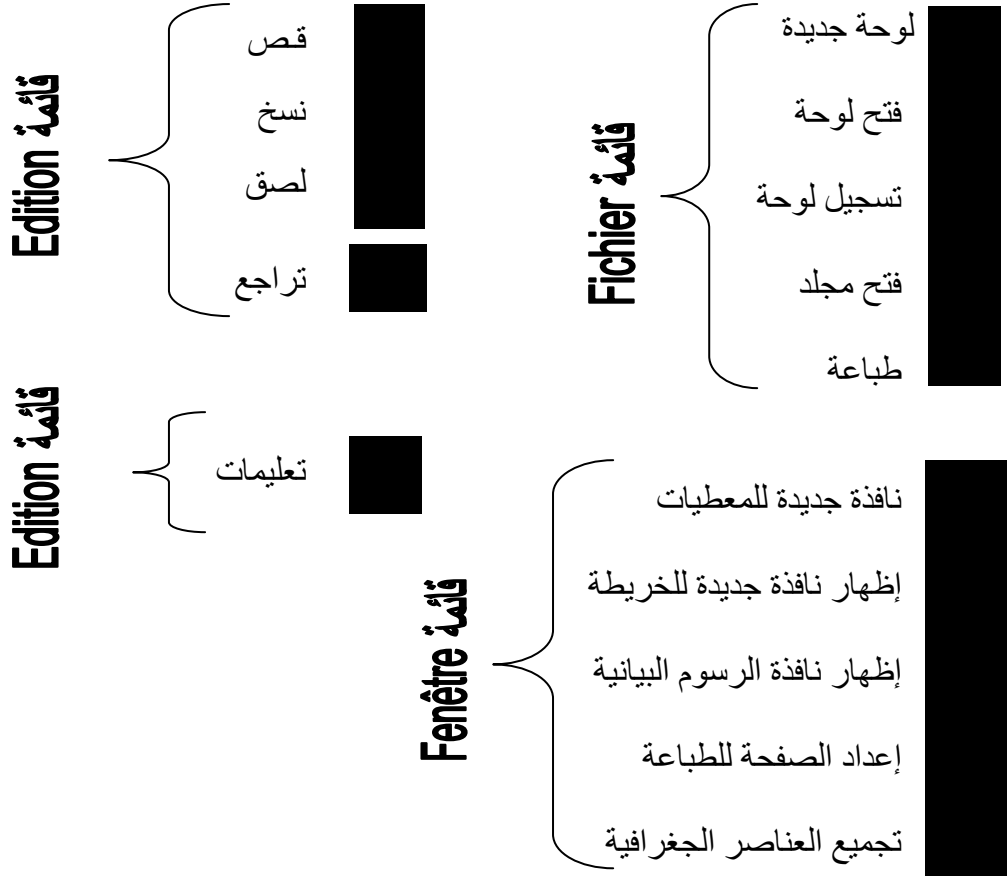 قائمة Fichier
لوحة جديدة
فتح لوحة
تسجيل لوحة
فتح مجلد
طباعة
قائمة Edition
قص
نسخ
لصق
تراجع
قائمة Edition
تعليمات
قائمة Fenêtre
نافذة جديدة للمعطيات
إظهار نافذة جديدة للخريطة
إظهار نافذة الرسوم البيانية
إعداد الصفحة للطباعة
تجميع العناصر الجغرافية